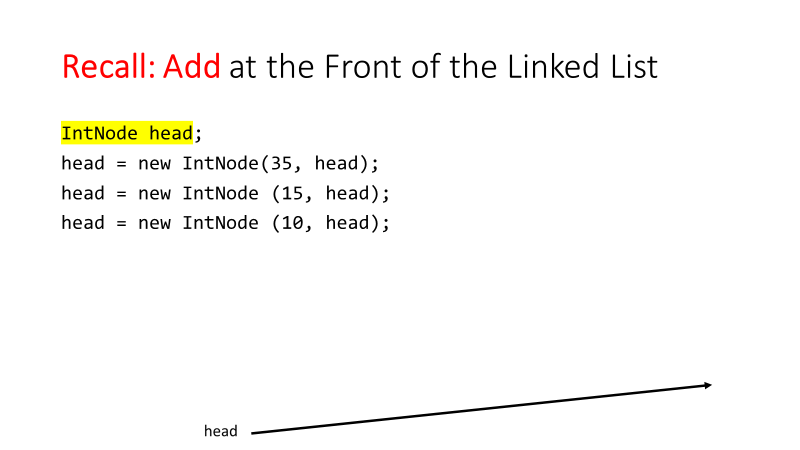 Recall: Add at the Front of the Linked List
IntNode head;
head = new IntNode(35, head);
head = new IntNode (15, head);
head = new IntNode (10, head);
head